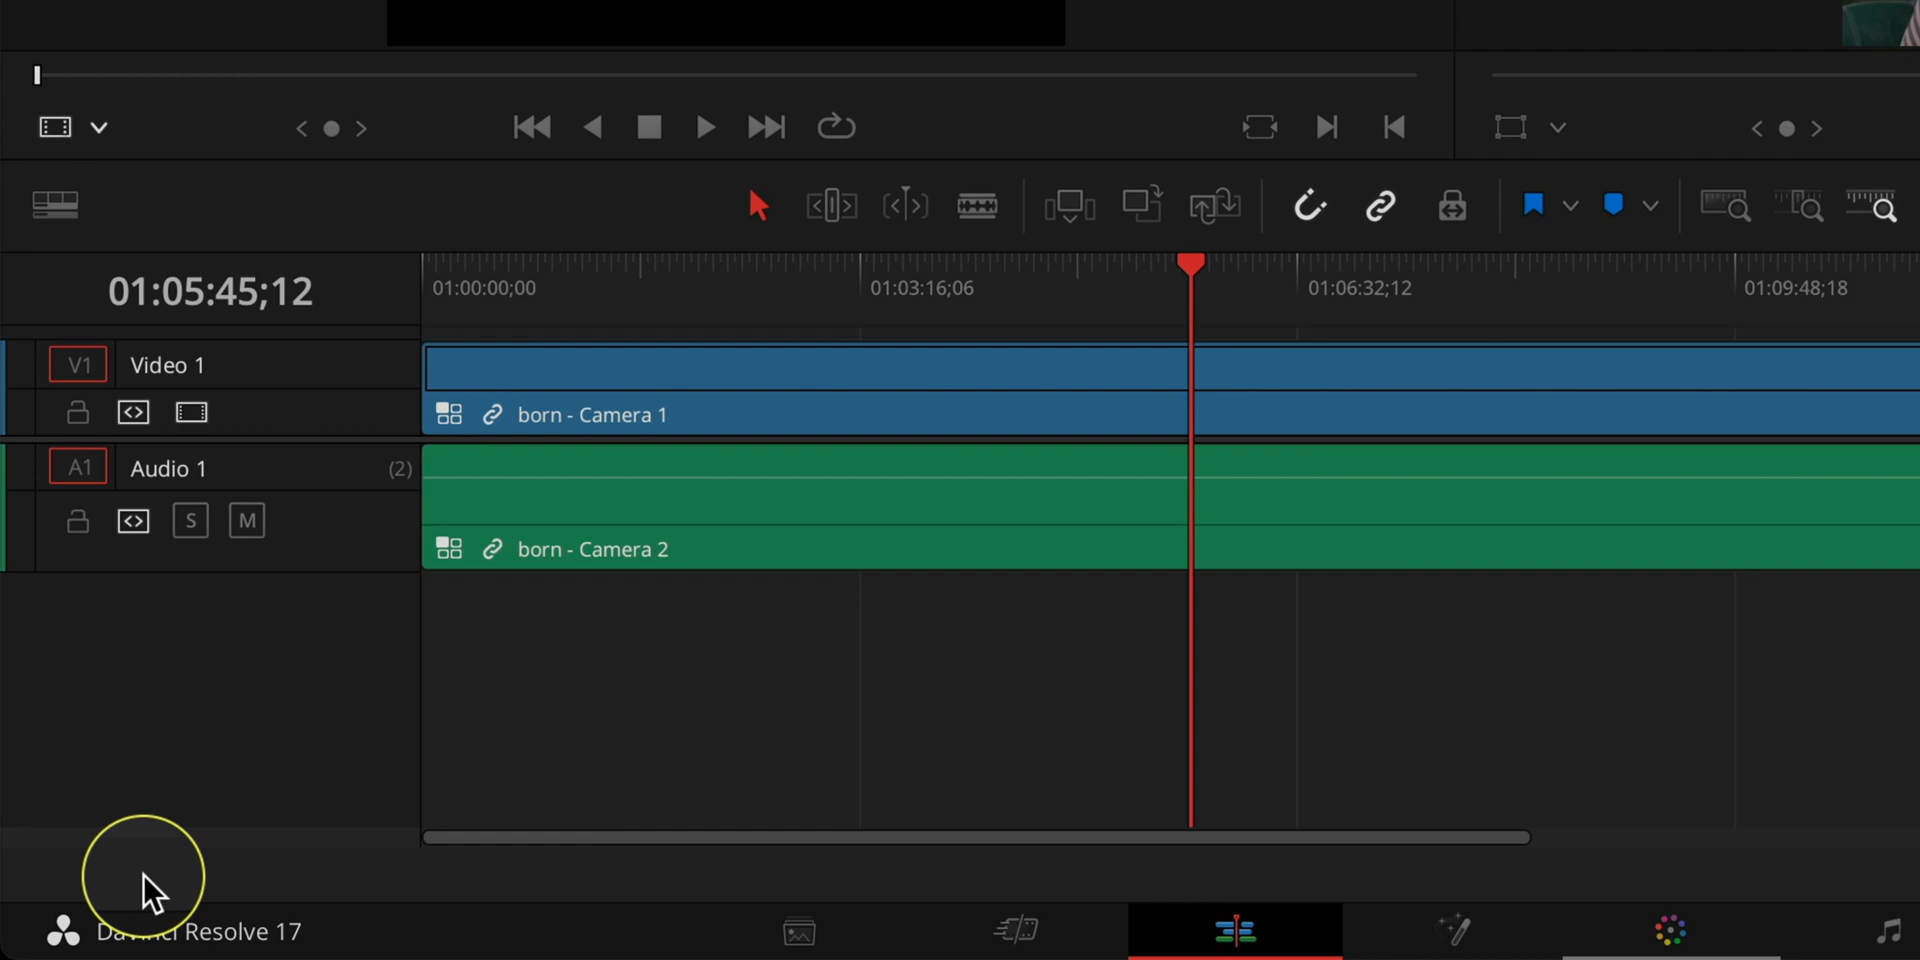 01:05:45;12
01:00:00;00
01:03:16;06
01:06:32;12
01:09:48;18
V1
Video 1
born - Camera 1
A1
Audio 1
(2)
S
M
born - Camera 2
DaVinci Resolve 17